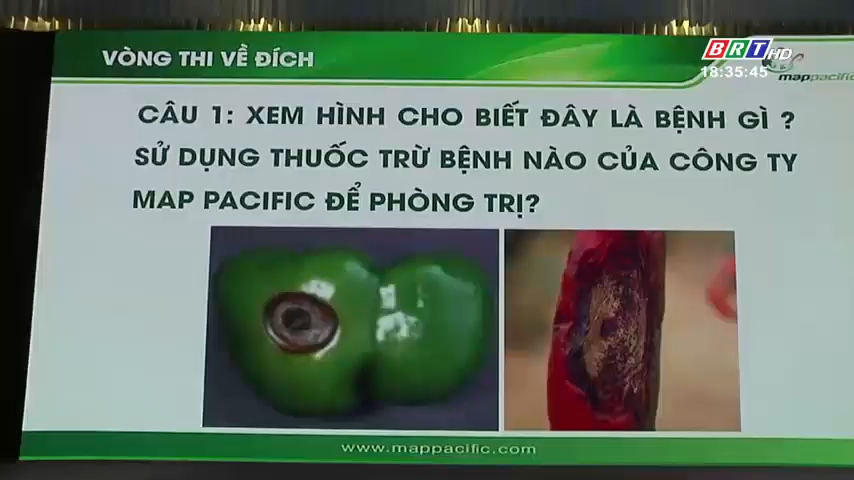 VÒNG THI VỀ ĐÍCH
BRT HD
18:35:45
mappacific
CÂU 1: XEM HÌNH CHO BIẾT ĐÂY LÀ BỆNH GÌ ?
SỬ DỤNG THUỐC TRỪ BỆNH NÀO CỦA CÔNG TY
MAP PACIFIC ĐỂ PHÒNG TRỊ?
www.mappacific.com